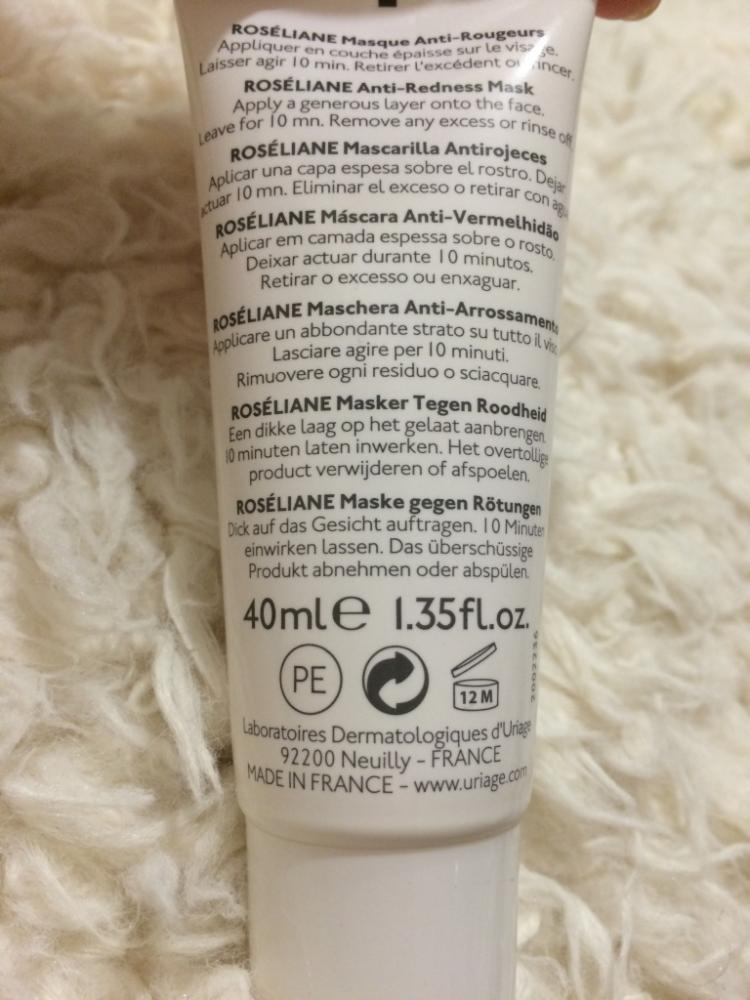 ROSÉLIANE Masque Anti-Rougeurs
Appliquer en couche épaisse sur le visage.
Laisser agir 10 min. Retirer l'excédent ou rincer.
ROSÉLIANE Anti-Redness Mask
Apply a generous layer onto the face.
Leave for 10 mn. Remove any excess or rinse off
ROSÉLIANE Mascarilla Antirojeces
Aplicar una capa espesa sobre el rostro. Dejar
actuar 10 mn. Eliminar el exceso o retirar con
ROSÉLIANE Máscara Anti-Vermelhidão
Aplicar em camada espessa sobre o rosto.
Deixar actuar durante 10 minutos.
Retirar o excesso ou enxaguar.
ROSÉLIANE Maschera Anti-Arrossamento
Applicare un abbondante strato su tutto il
Lasciare agire per 10 minuti.
Rimuovere ogni residuo o sciacquare.
ROSÉLIANE Masker Tegen Roodheid
Een dikke laag op het gelaat aanbrengen.
10 minuten laten inwerken. Het overtollige
product verwijderen of afspoelen.
ROSÉLIANE Maske gegen Rötungen
Dick auf das Gesicht auftragen. 10 Minuten
einwirken lassen. Das überschüssige
Produkt abnehmen oder abspülen.
40ml e 1.35fl.oz.
PE
12 M
Laboratoires Dermatologiques d'Uriage
92200 Neuilly - FRANCE
MADE IN FRANCE - www.uriage.com